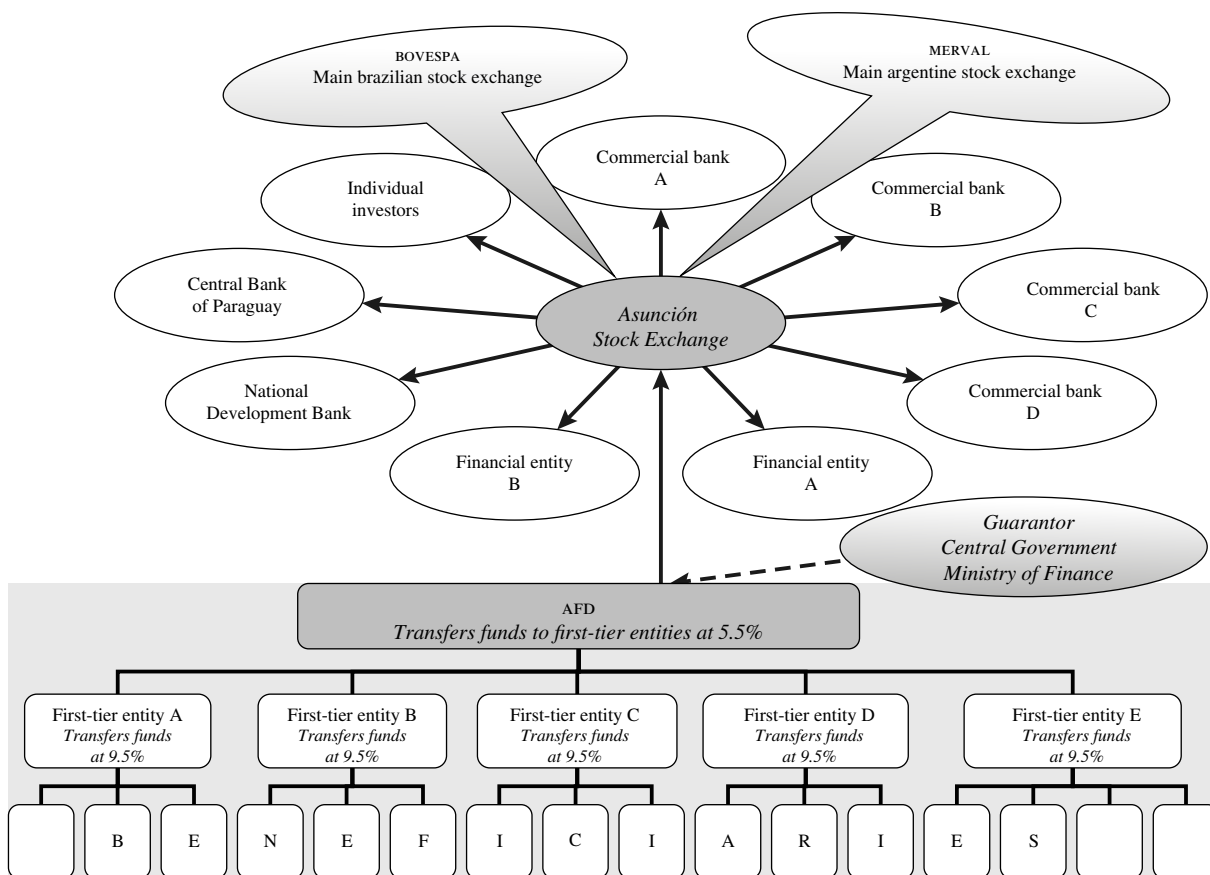 BOVESPA
Main brazilian stock exchange
MERVAL
Main argentine stock exchange
Commercial bank
A
Individual
investors
Commercial bank
B
Central Bank
of Paraguay
Asunción
Stock Exchange
Commercial bank
C
National
Development Bank
Commercial bank
D
Financial entity
B
Financial entity
A
Guarantor
Central Government
Ministry of Finance
AFD
Transfers funds to first-tier entities at 5.5%
First-tier entity A
Transfers funds
at 9.5%
First-tier entity B
Transfers funds
at 9.5%
First-tier entity C
Transfers funds
at 9.5%
First-tier entity D
Transfers funds
at 9.5%
First-tier entity E
Transfers funds
at 9.5%
B E N E F I C I A R I E S